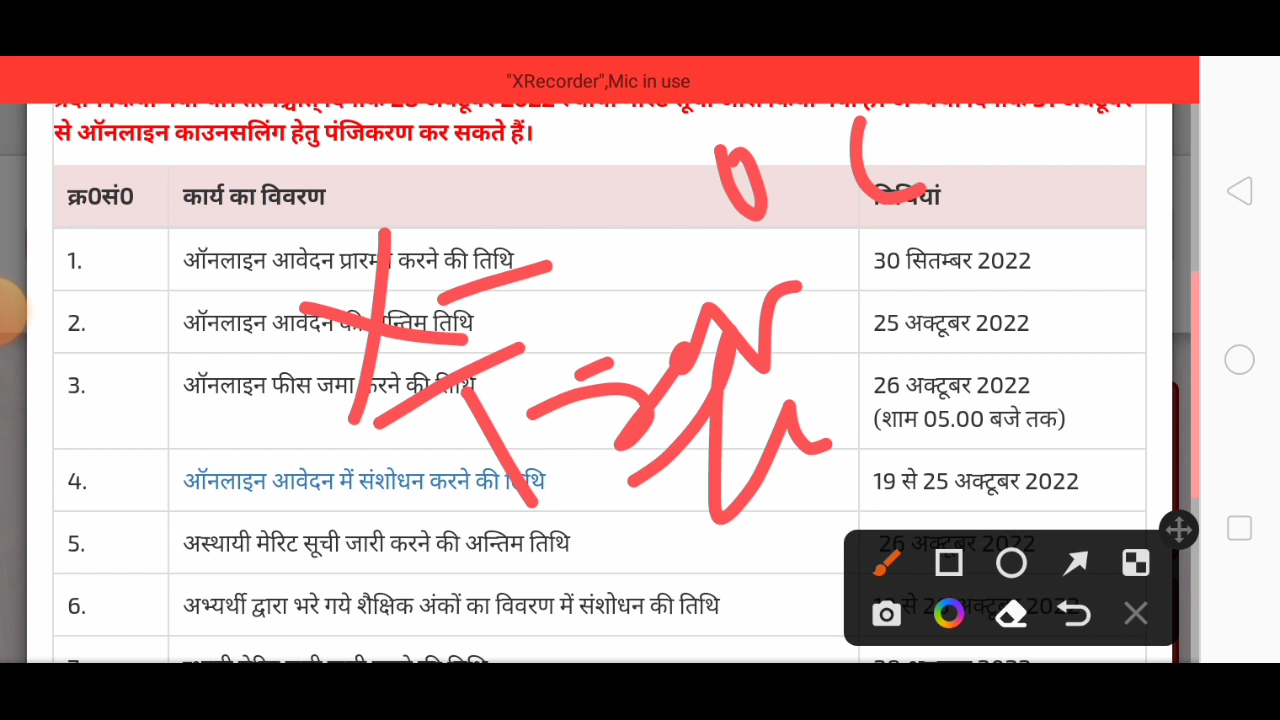 "XRecorder",Mic in use
से ऑनलाइन काउनसलिंग हेतु पंजिकरण कर सकते हैं।
क्र0सं0 कार्य का विवरण तिथियां
1. ऑनलाइन आवेदन प्रारम्भ करने की तिथि 30 सितम्बर 2022
2. ऑनलाइन आवेदन की अन्तिम तिथि 25 अक्टूबर 2022
3. ऑनलाइन फीस जमा करने की तिथि 26 अक्टूबर 2022
(शाम 05.00 बजे तक)
4. ऑनलाइन आवेदन में संशोधन करने की तिथि 19 से 25 अक्टूबर 2022
5. अस्थायी मेरिट सूची जारी करने की अन्तिम तिथि 26 अक्टूबर 2022
6. अभ्यर्थी द्वारा भरे गये शैक्षिक अंकों का विवरण में संशोधन की तिथि से अक्टूबर 2022